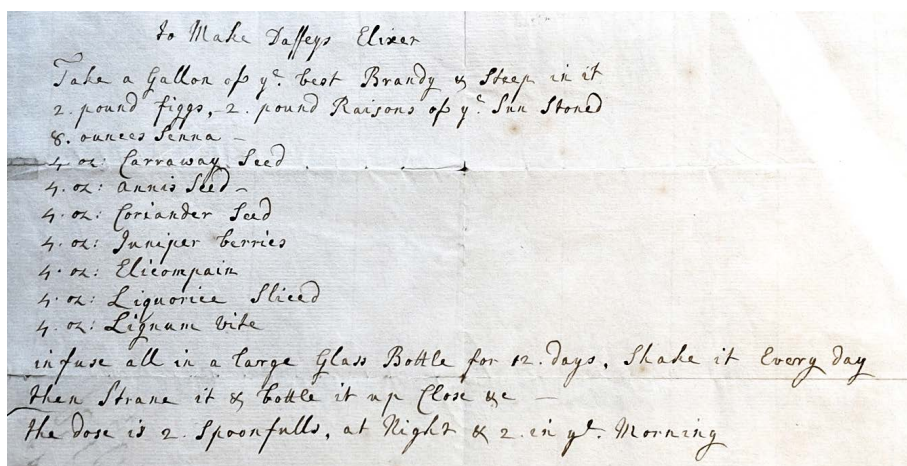 to Make Daffeys Elixer
Take a Gallon of ye. best Brandy & Steep in it
2. pound figgs, 2. pound Raisons of ye. Sun Stoned
8. ounces Senna -
4 oz: Carraway Seed
4. oz: annis Seed -
4. oz: Coriander Seed
4. oz: Juniper berries
4. oz: Elicompain
4. oz: Liquorice Sliced
4. oz: Lignum vite
infuse all in a large Glass Bottle for 12. days, Shake it Every day
then Strane it & bottle it up Close &c -
the dose is 2. Spoonfulls, at Night & 2. in ye. Morning